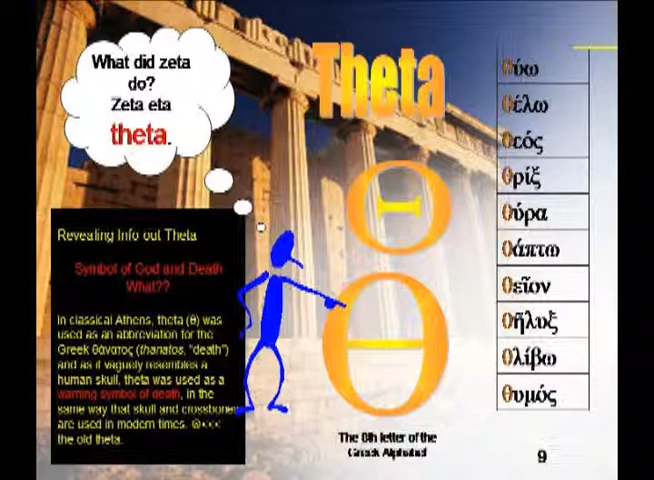 What did zeta
do?
Zeta eta
theta.
Theta
Θ
θ
The 8th letter of the
Greek Alphabet
Revealing Info out Theta
Symbol of God and Death
What??
In classical Athens, theta (θ) was
used as an abbreviation for the
Greek θάνατος (thanatos, "death")
and as it vaguely resembles a
human skull, theta was used as a
warning symbol of death, in the
same way that skull and crossbones
are used in modern times.
the old theta.
θύω
θέλω
θεός
θρίξ
θύρα
θάπτω
θεῖον
θῆλυξ
θλίβω
θυμός
9